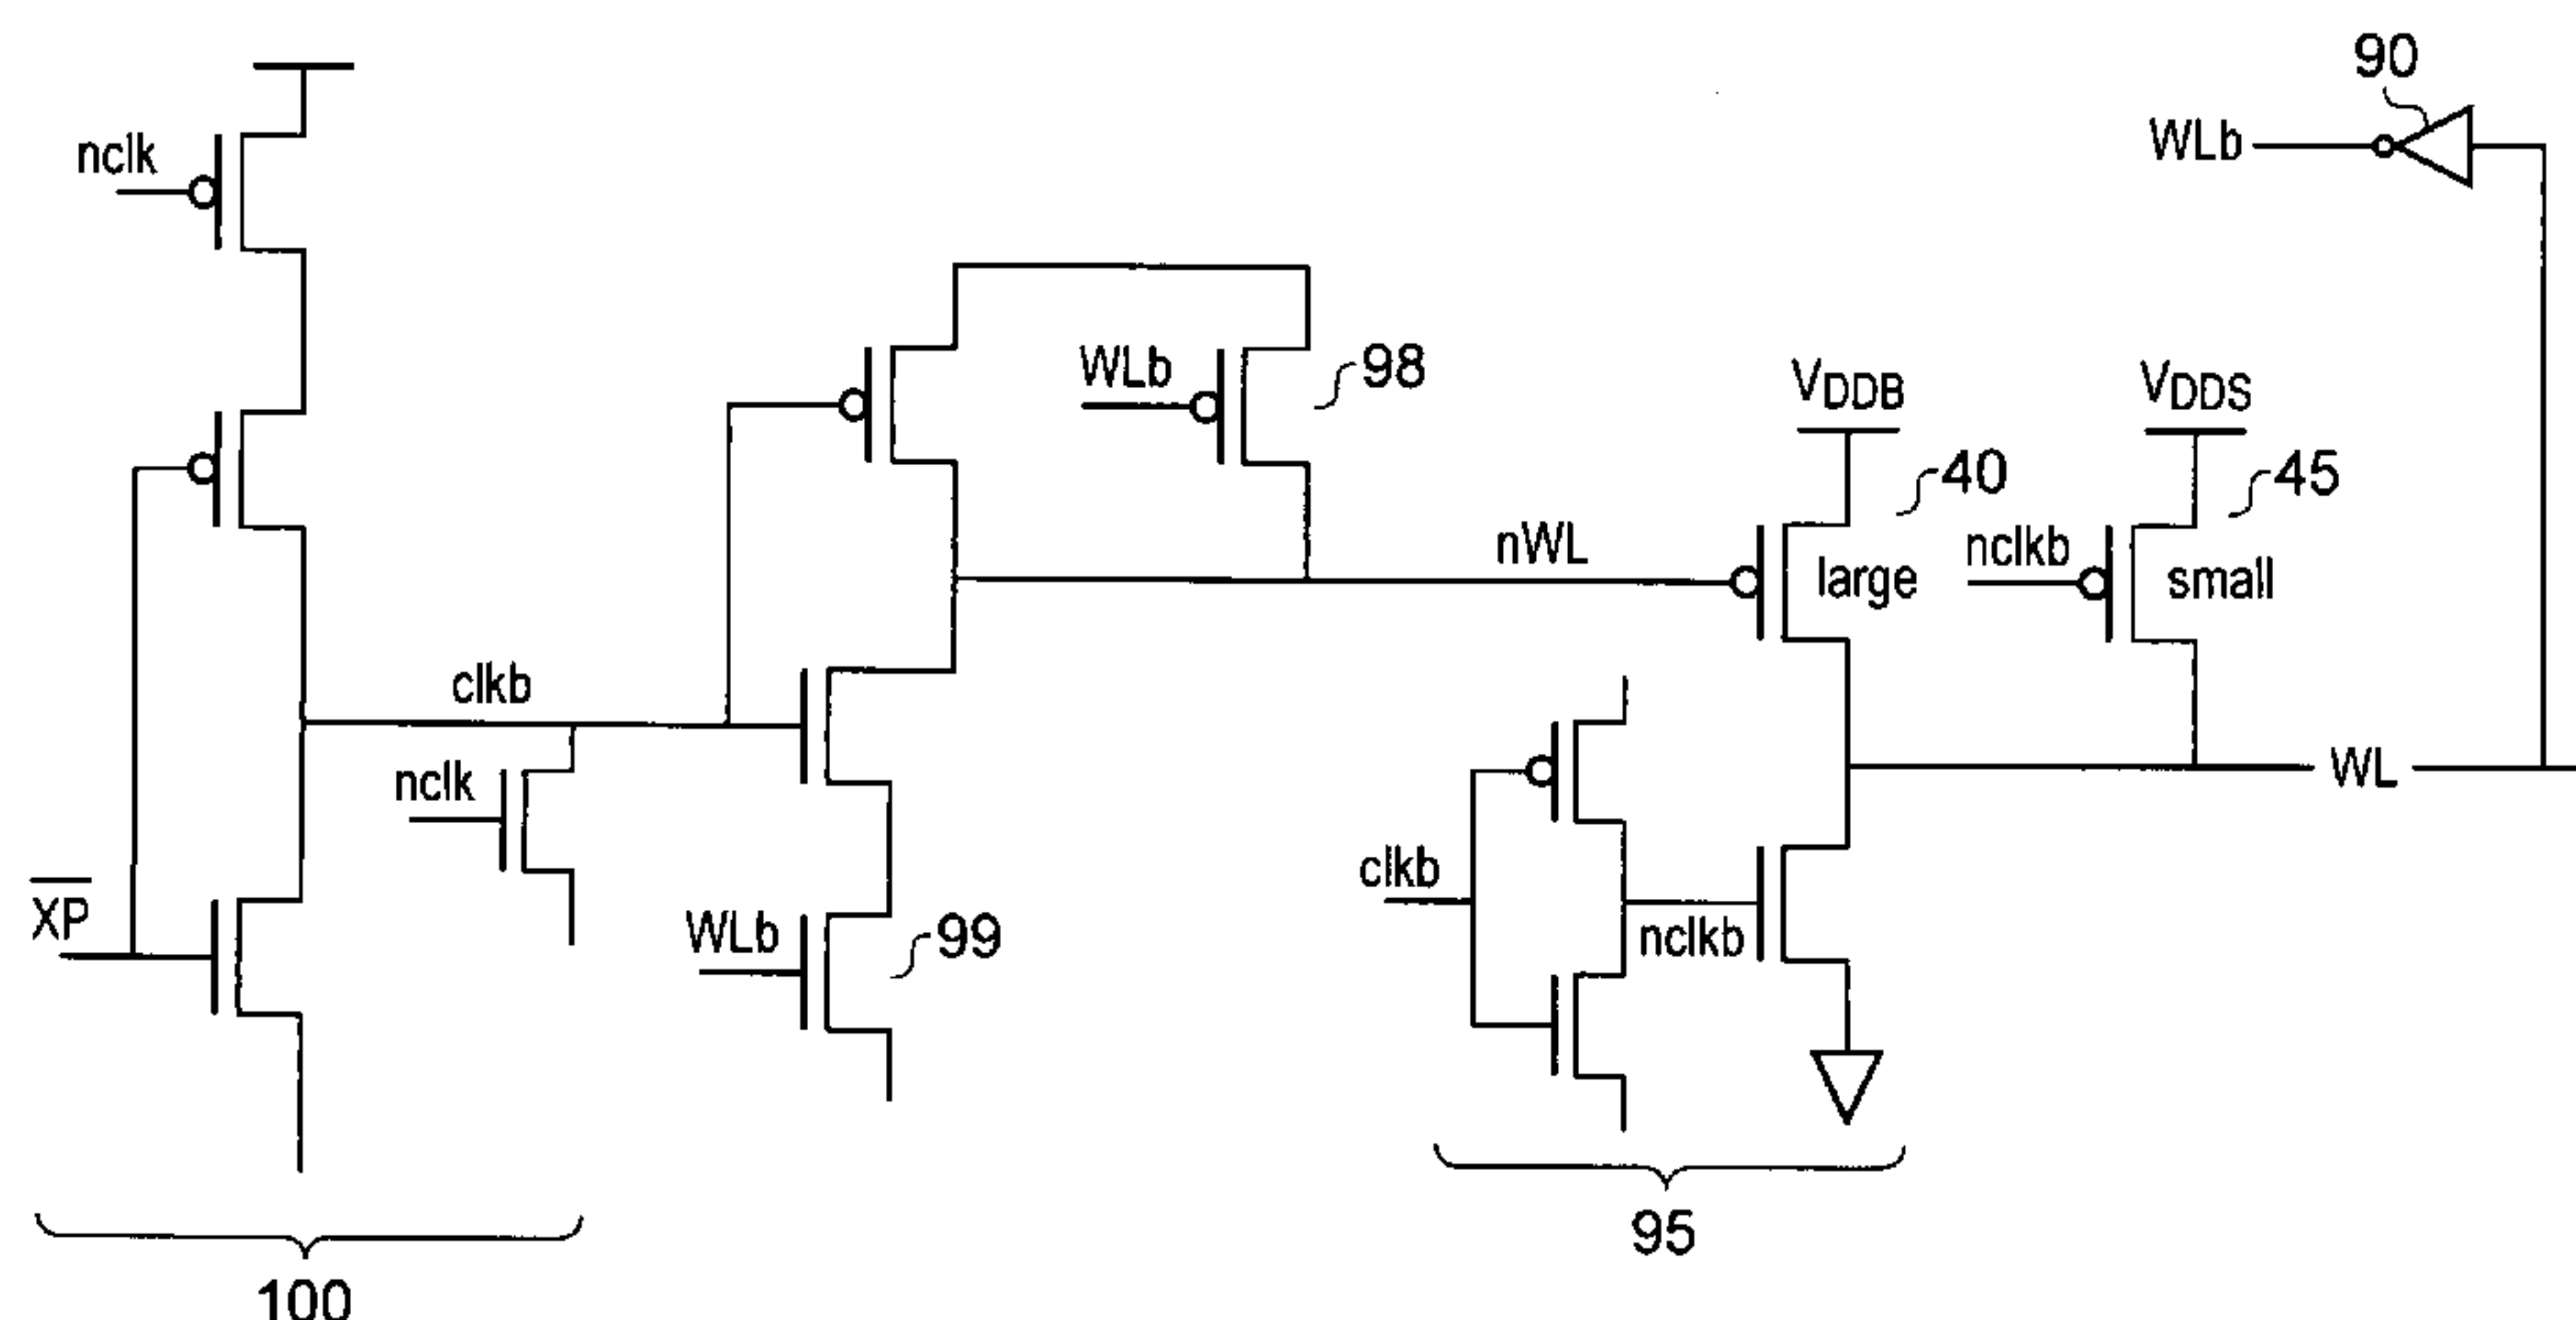 90
WLb
nclk
WLb
98
VDDB
VDDS
40
45
nWL
nclkb
large
small
clkb
WL
nclk
clkb
XP
WLb
99
nclkb
95
100